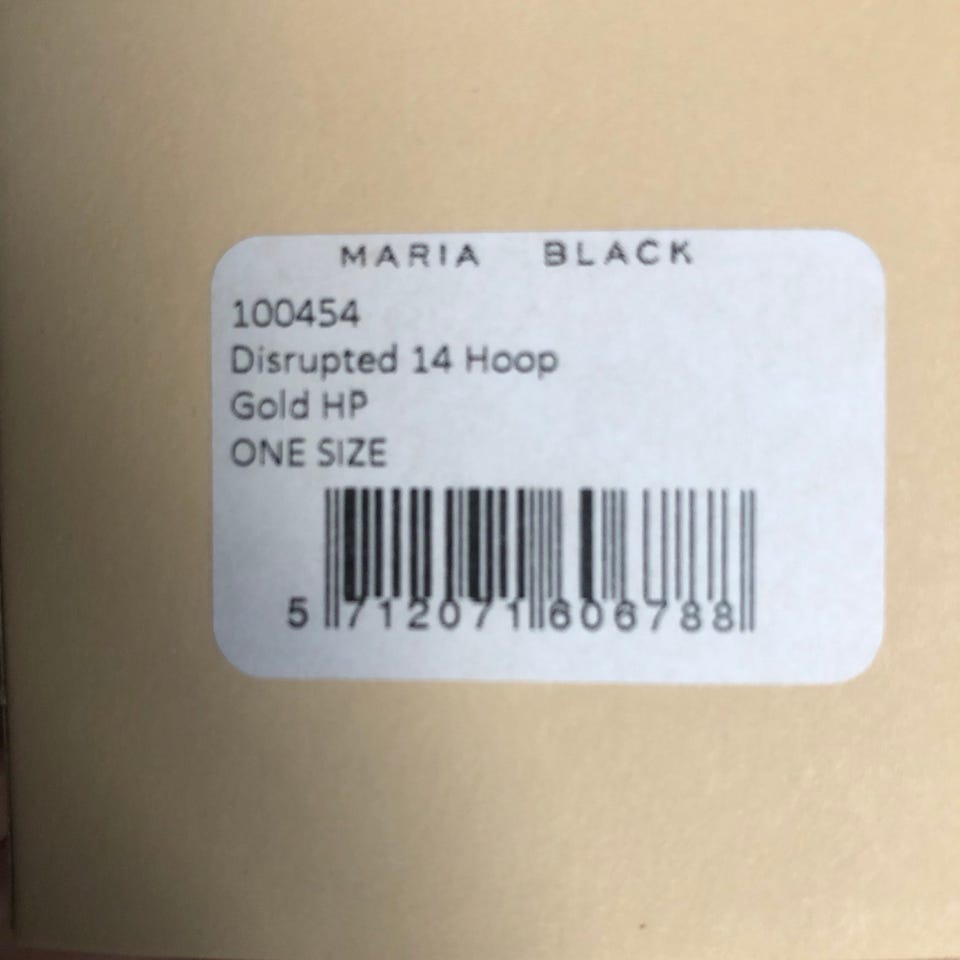 MARIA BLACK
100454
Disrupted 14 Hoop
Gold HP
ONE SIZE
5 712071 606788